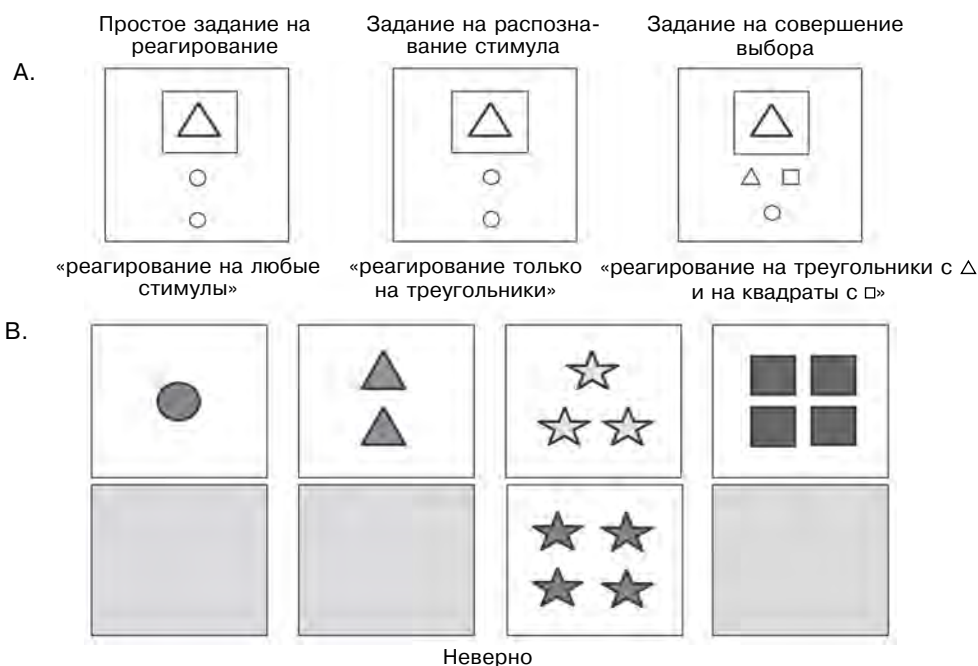 Простое задание на
реагирование
Задание на распозна-
вание стимула
Задание на совершение
выбора
A.
«реагирование на любые
стимулы»
«реагирование только
на треугольники»
«реагирование на треугольники с △
и на квадраты с □»
B.
Неверно